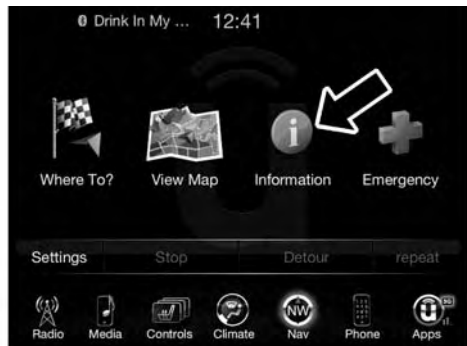 Drink In My ... 12:41
Where To? View Map Information Emergency
Settings Stop Detour repeat
NW
Radio Media Controls Climate Nav Phone Apps